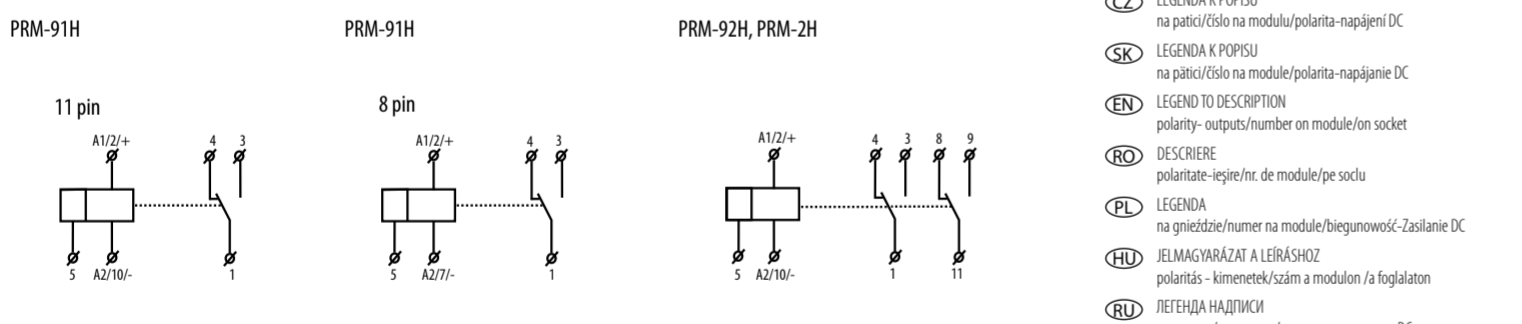 PRM-91H
11 pin
A1/2/+
4 3
5 A2/10/- 1
PRM-91H
8 pin
A1/2/+
4 3
5 A2/7/- 1
PRM-92H, PRM-2H
A1/2/+
4 3 8 9
5 A2/10/- 1 11
CZ LEGENDA K POPISU
na patici/číslo na modulu/polarita-napájení DC
SK LEGENDA K POPISU
na pätici/číslo na module/polarita-napájanie DC
EN LEGEND TO DESCRIPTION
polarity- outputs/number on module/on socket
RO DESCRIERE
polaritate-ieşire/nr. de module/pe soclu
PL LEGENDA
na gnieździe/numer na module/biegunowość-Zasilanie DC
HU JELMAGYARÁZAT A LEÍRÁSHOZ
polaritás - kimenetek/szám a modulon /a foglalaton
RU ЛЕГЕНДА НАДПИСИ